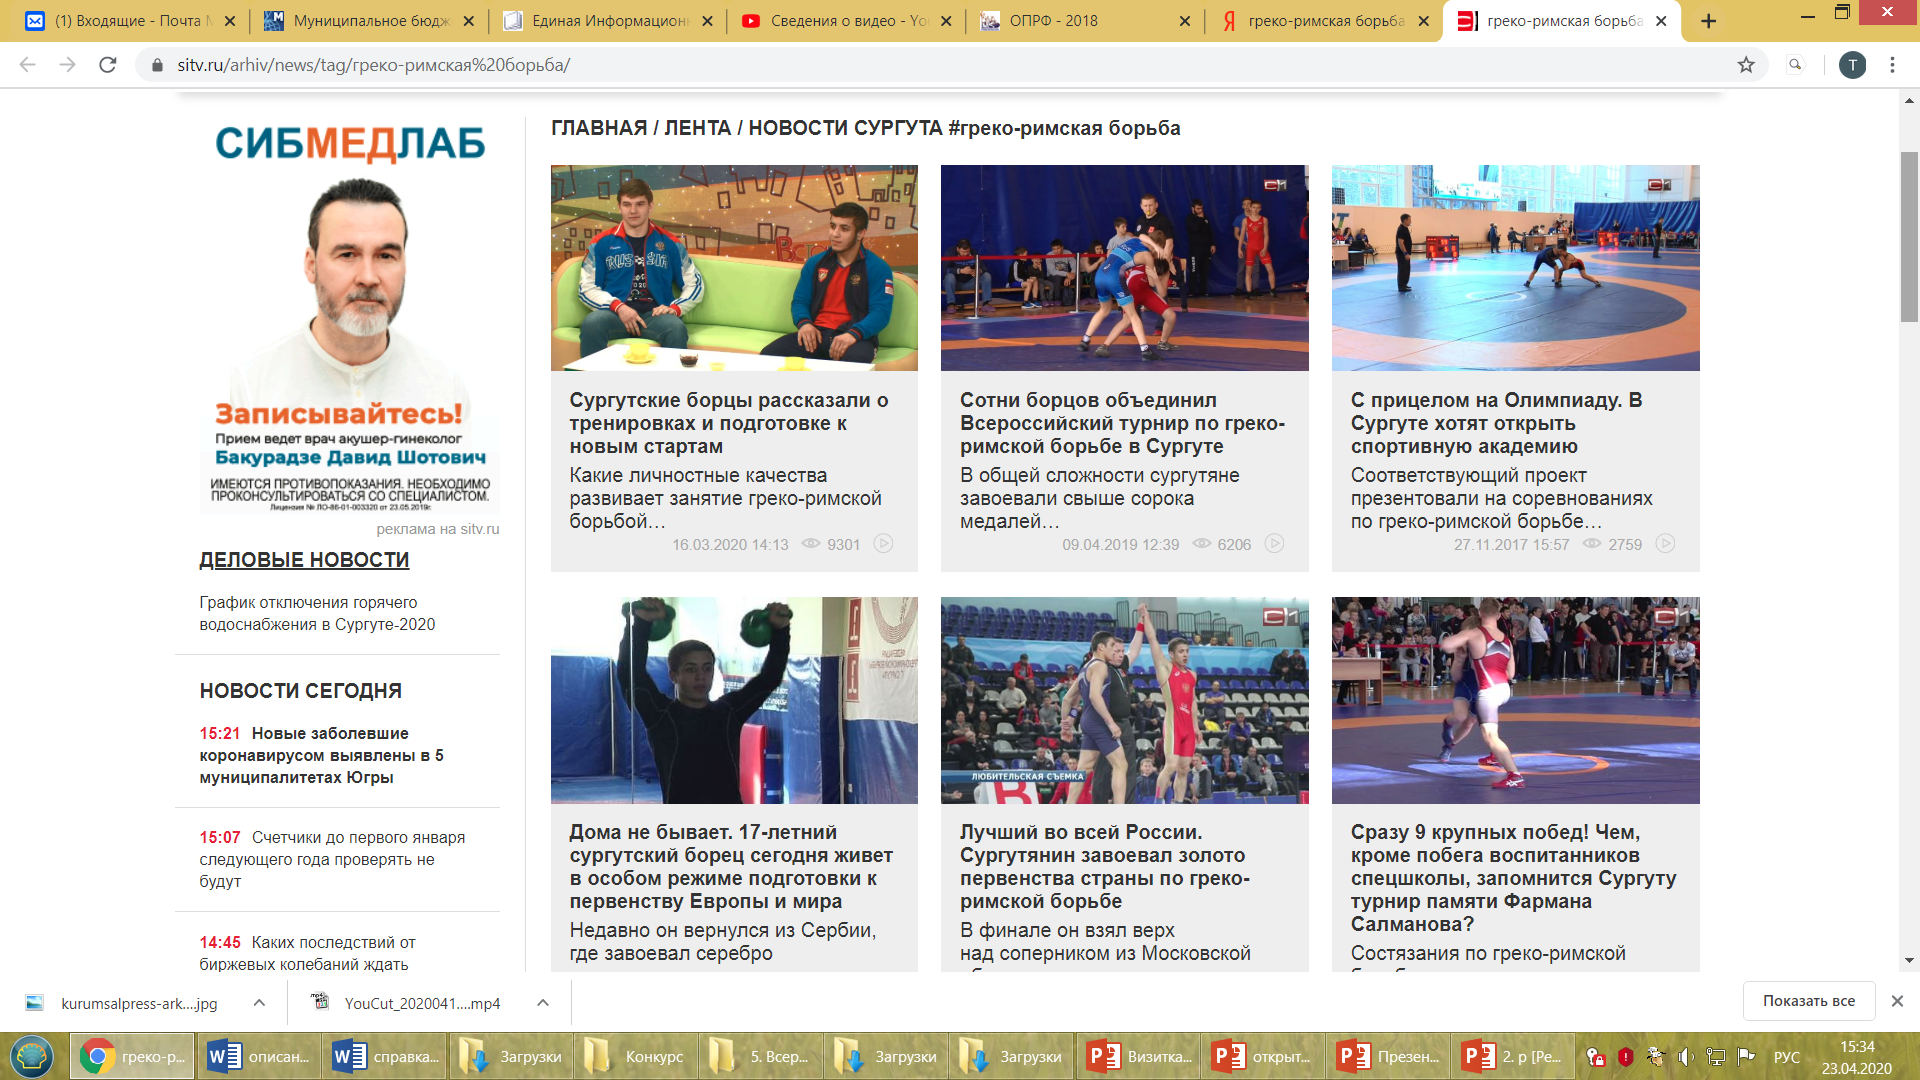 (1) Входящие - Почта M
Муниципальное бюдж
Единая Информацион
Сведения о видео - You
ОПРФ - 2018
греко-римская борьба
греко-римская борьба
sitv.ru/arhiv/news/tag/греко-римская%20борьба/
T
СИБМЕДЛАБ
Записывайтесь!
Прием ведет врач акушер-гинеколог
Бакурадзе Давид Шотович
ИМЕЮТСЯ ПРОТИВОПОКАЗАНИЯ. НЕОБХОДИМО
ПРОКОНСУЛЬТИРОВАТЬСЯ СО СПЕЦИАЛИСТОМ.
Лицензия № ЛО-86-01-003320 от 23.05.2019г.
реклама на sitv.ru
ДЕЛОВЫЕ НОВОСТИ
График отключения горячего
водоснабжения в Сургуте-2020
НОВОСТИ СЕГОДНЯ
15:21 Новые заболевшие
коронавирусом выявлены в 5
муниципалитетах Югры
15:07 Счетчики до первого января
следующего года проверять не
будут
14:45 Каких последствий от
биржевых колебаний ждать
ГЛАВНАЯ / ЛЕНТА / НОВОСТИ СУРГУТА #греко-римская борьба
RUSSIA
Сургутские борцы рассказали о
тренировках и подготовке к
новым стартам
Какие личностные качества
развивает занятие греко-римской
борьбой…
16.03.2020 14:13 9301
Сотни борцов объединил
Всероссийский турнир по греко-
римской борьбе в Сургуте
В общей сложности сургутяне
завоевали свыше сорока
медалей…
09.04.2019 12:39 6206
С прицелом на Олимпиаду. В
Сургуте хотят открыть
спортивную академию
Соответствующий проект
презентовали на соревнованиях
по греко-римской борьбе…
27.11.2017 15:57 2759
Дома не бывает. 17-летний
сургутский борец сегодня живет
в особом режиме подготовки к
первенству Европы и мира
Недавно он вернулся из Сербии,
где завоевал серебро
ЛЮБИТЕЛЬСКАЯ СЪЕМКА
Лучший во всей России.
Сургутянин завоевал золото
первенства страны по греко-
римской борьбе
В финале он взял верх
над соперником из Московской
Сразу 9 крупных побед! Чем,
кроме побега воспитанников
спецшколы, запомнится Сургуту
турнир памяти Фармана
Салманова?
Состязания по греко-римской
kurumsalpress-ark....jpg
YouCut_2020041....mp4
Показать все
греко-р...
описан...
справка...
Загрузки
Конкурс
5. Всер...
Загрузки
Загрузки
Визитка...
открыт...
Презен...
2. р [Ре...
РУС
15:34
23.04.2020